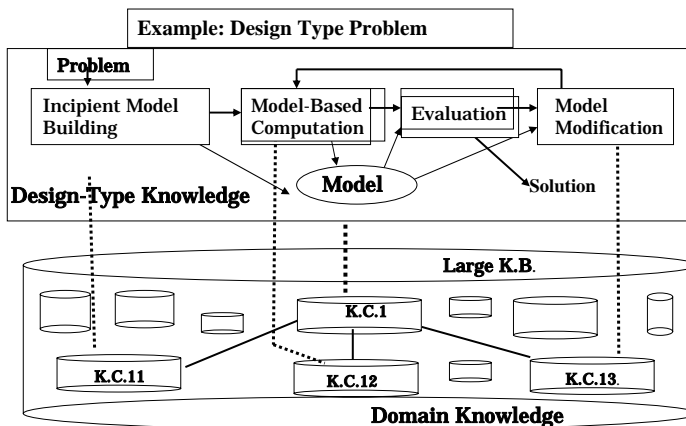 Example: Design Type Problem
Problem
Incipient Model
Building
Model-Based
Computation
Evaluation
Model
Modification
Model
Solution
Design-Type Knowledge
Large K.B.
K.C.1
K.C.11
K.C.12
K.C.13.
Domain Knowledge